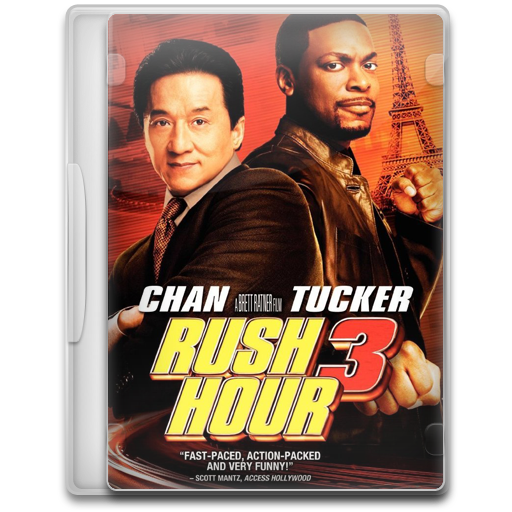 CHAN A BRETT RATNER FILM TUCKER
RUSH
HOUR 3
"FAST-PACED, ACTION-PACKED
AND VERY FUNNY!"
– SCOTT MANTZ, ACCESS HOLLYWOOD